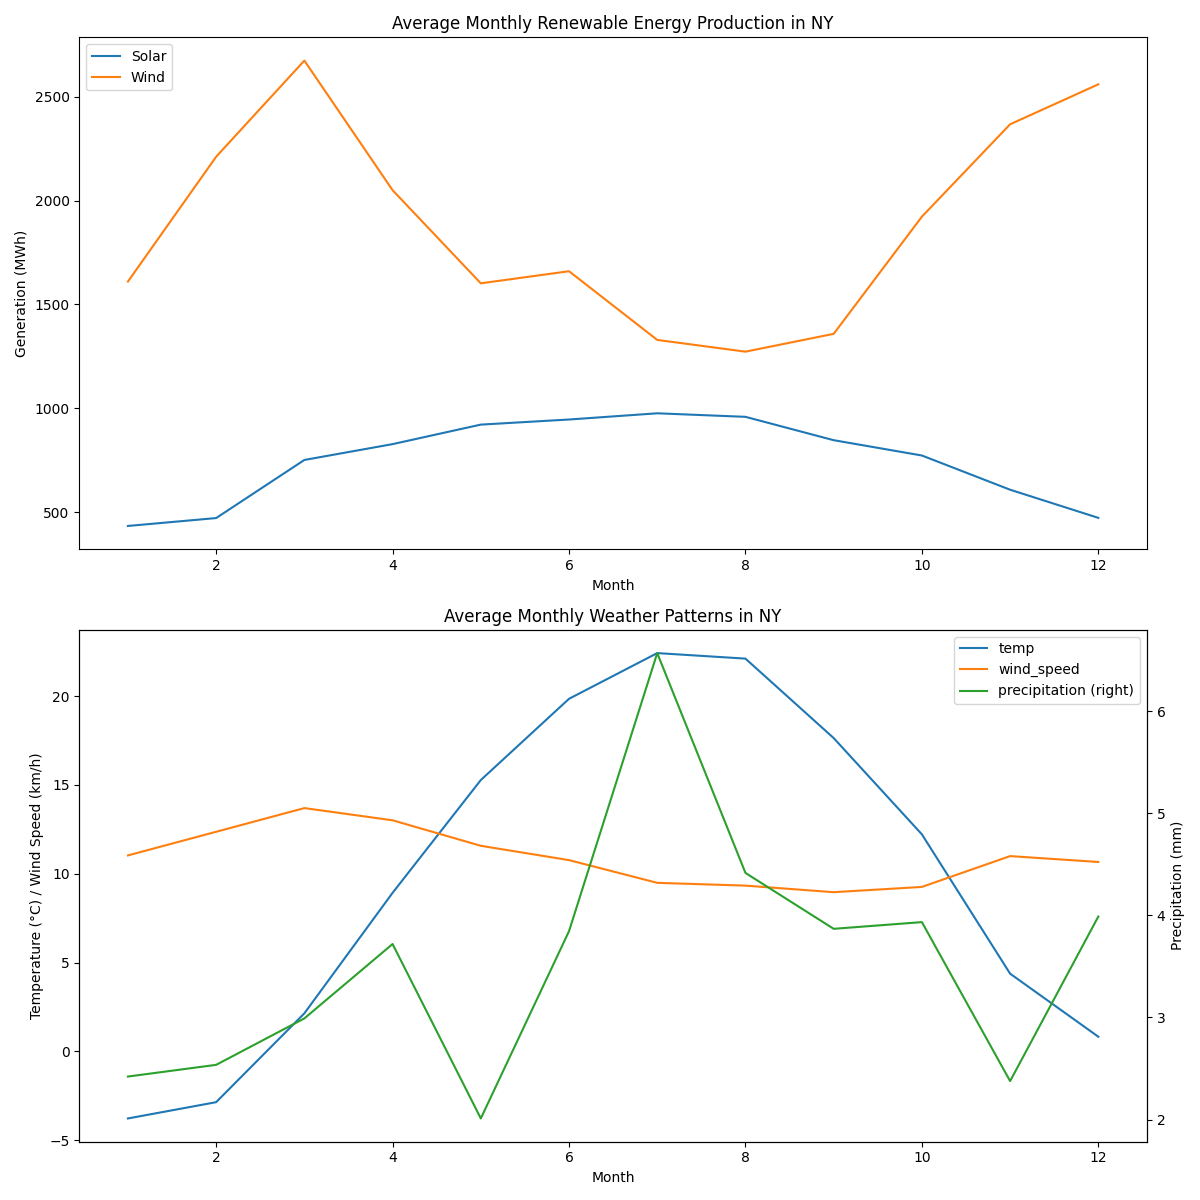 Average Monthly Renewable Energy Production in NY
Solar
Wind
2500
2000
1500
1000
500
Generation (MWh)
2 4 6 8 10 12
Month
Average Monthly Weather Patterns in NY
temp
wind_speed
precipitation (right)
20
15
10
5
0
−5
Temperature (°C) / Wind Speed (km/h)
6
5
4
3
2
Precipitation (mm)
2 4 6 8 10 12
Month